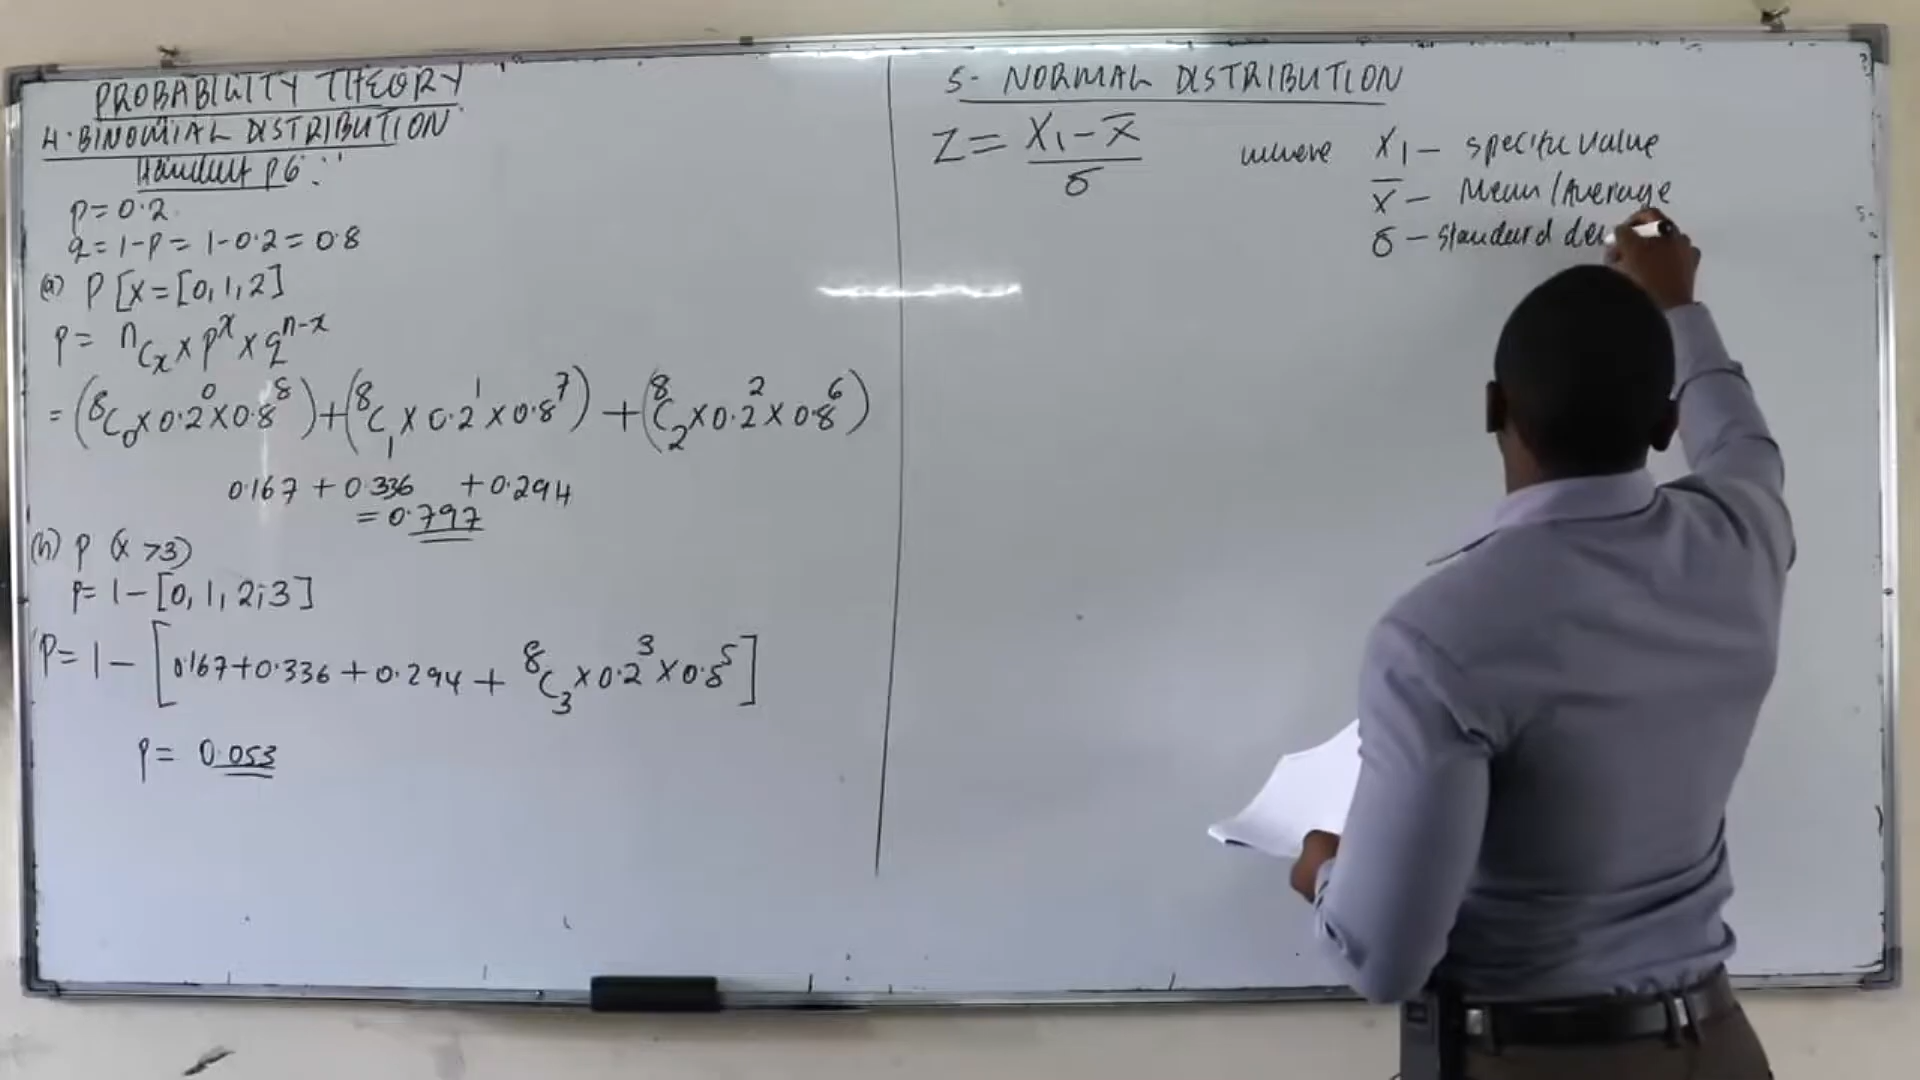 PROBABILITY THEORY
4. BINOMIAL DISTRIBUTION
Handout p6:
p = 0.2
q = 1-p = 1-0.2 = 0.8
(a) P [x = [0, 1, 2]
p = nCx × p^x × q^n-x
= (8C0 × 0.2^0 × 0.8^8) + (8C1 × 0.2^1 × 0.8^7) + (8C2 × 0.2^2 × 0.8^6)
0.167 + 0.336 + 0.294
= 0.797
(b) p (x >3)
p = 1 - [0, 1, 2, 3]
P = 1 - [0.167 + 0.336 + 0.294 + 8C3 × 0.2^3 × 0.8^5]
p = 0.053
5. NORMAL DISTRIBUTION
Z = (X1 - x̄) / σ
where X1 - specific value
x̄ - Mean/Average
σ - standard dev